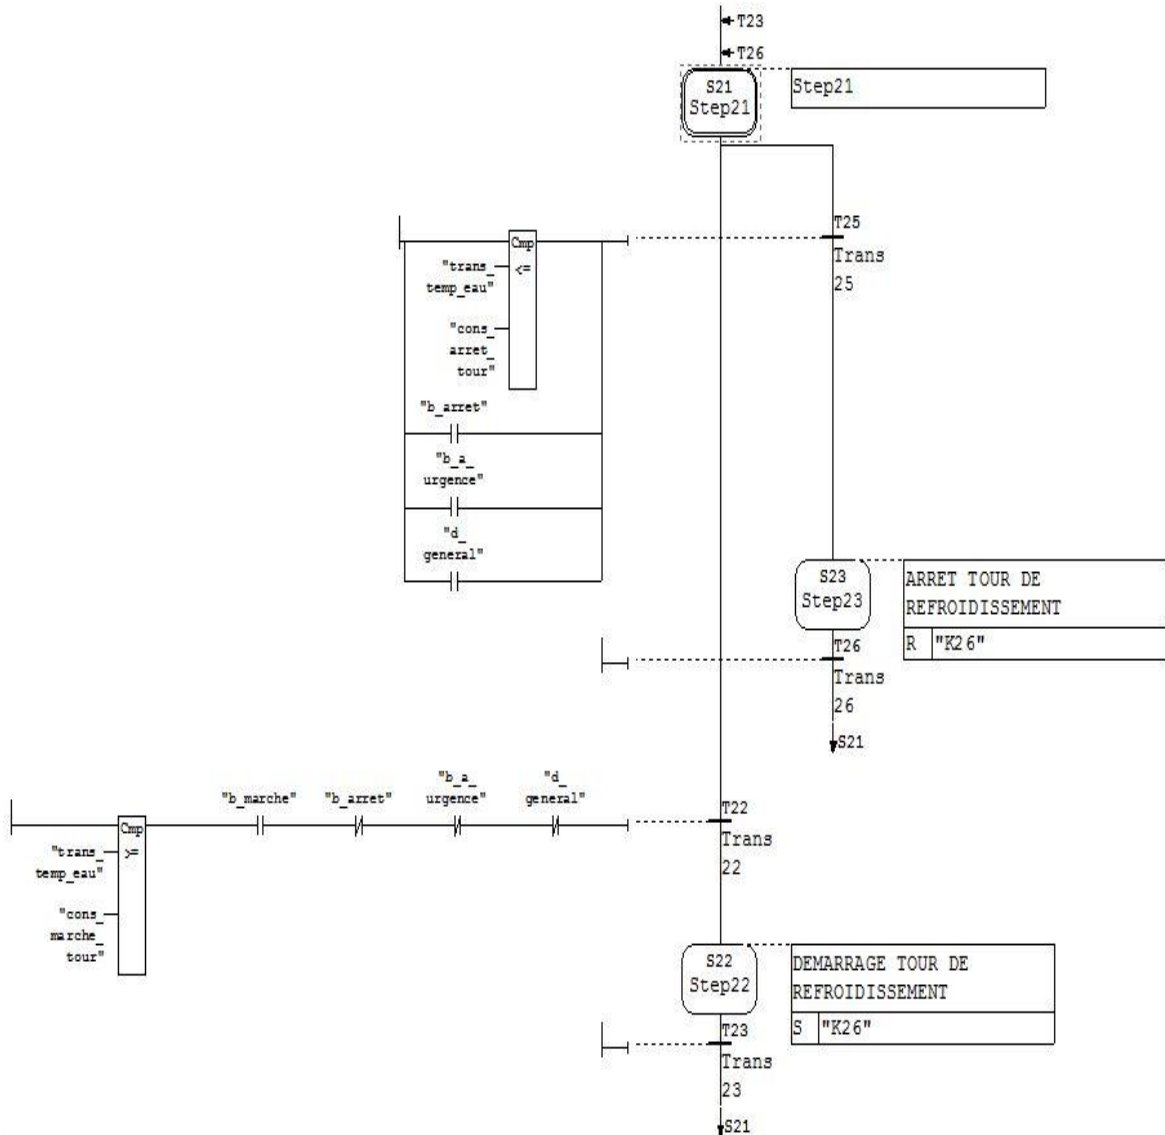 T23
T26
S21
Step21
Step21
T25
Trans
25
Cmp
<=
"trans_
temp_eau"
"cons_
arret_
tour"
"b_arret"
"b_a_
urgence"
"d_
general"
S23
Step23
ARRET TOUR DE
REFROIDISSEMENT
R "K26"
T26
Trans
26
S21
"b_marche" "b_arret" "b_a_
urgence" "d_
general"
T22
Trans
22
Cmp
>=
"trans_
temp_eau"
"cons_
marche_
tour"
S22
Step22
DEMARRAGE TOUR DE
REFROIDISSEMENT
S "K26"
T23
Trans
23
S21